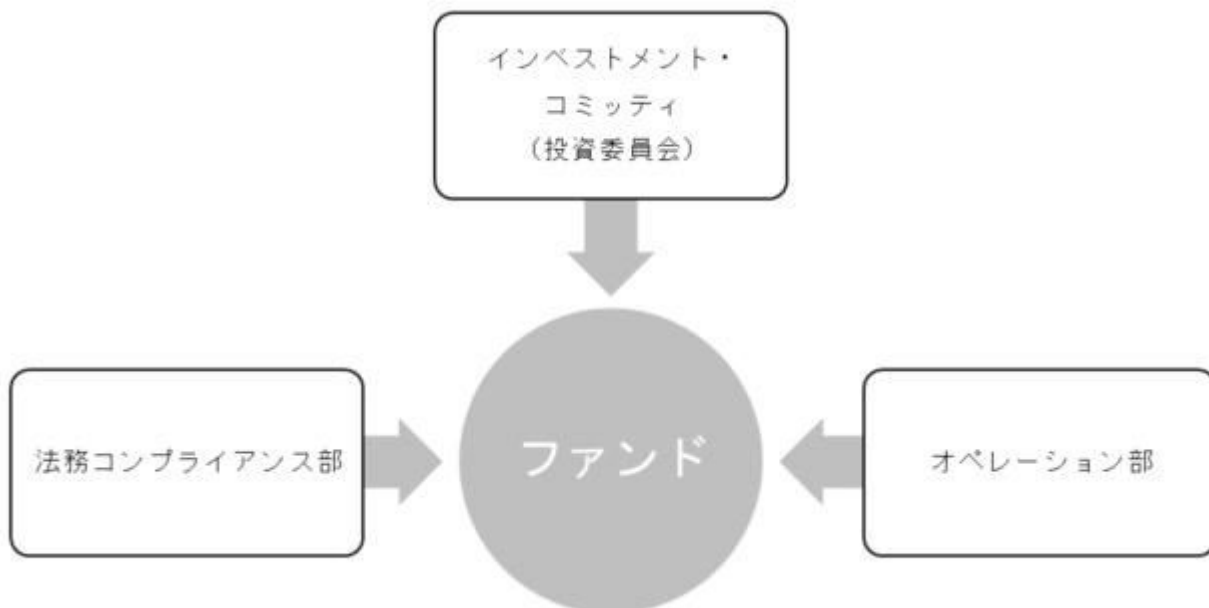 インベストメント・
コミッティ
（投資委員会）
法務コンプライアンス部
ファンド
オペレーション部